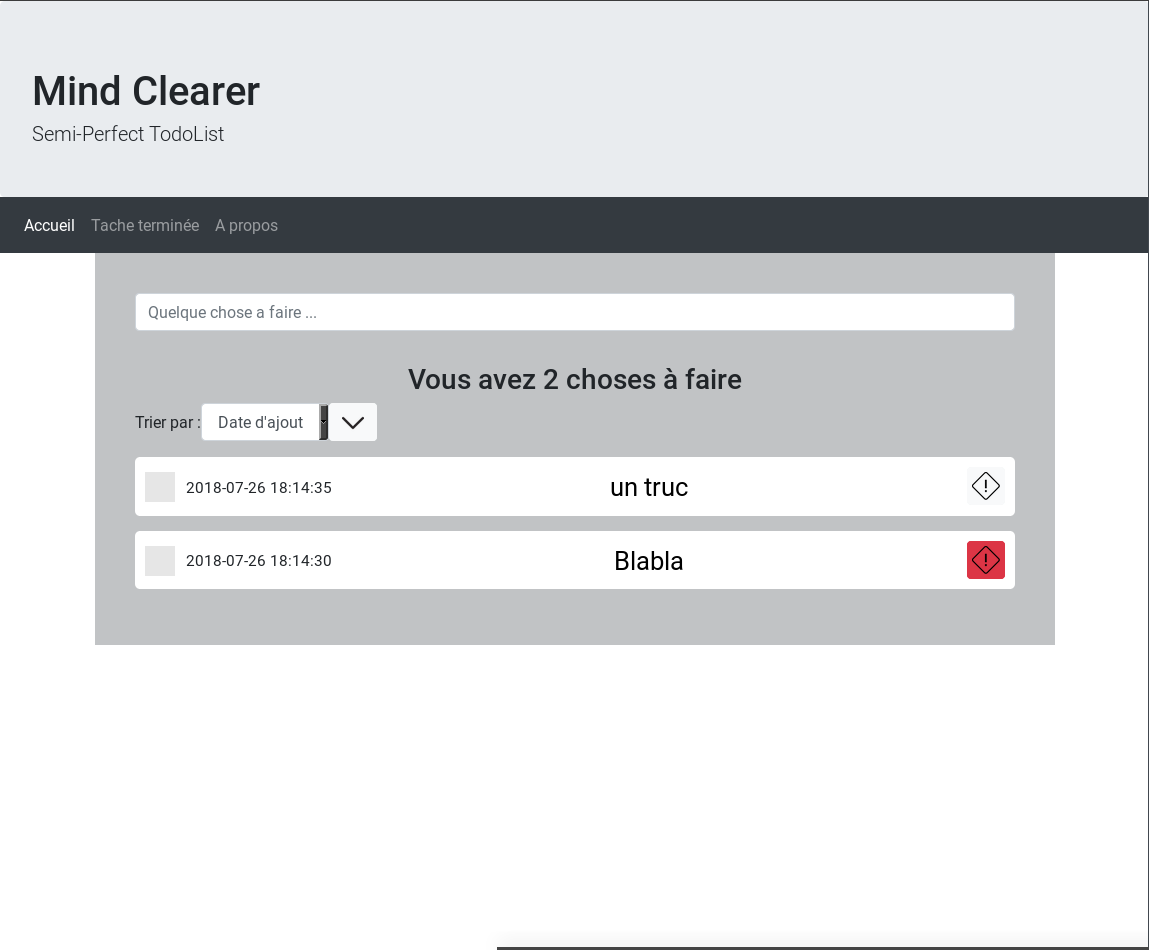 Mind Clearer
Semi-Perfect TodoList
Accueil Tache terminée A propos
Quelque chose a faire ...
Vous avez 2 choses à faire
Trier par : Date d'ajout
2018-07-26 18:14:35 un truc
2018-07-26 18:14:30 Blabla